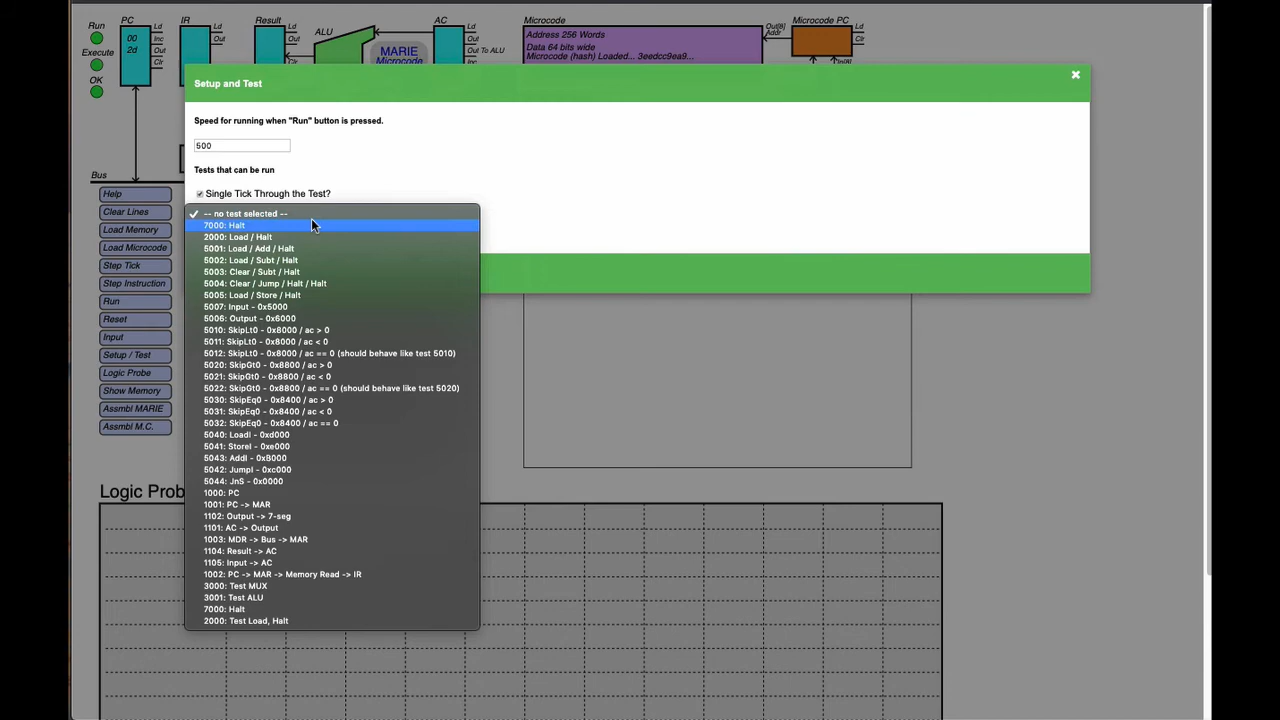 Run
Execute
OK
PC
00
2d
Ld
Inc
Out
Clr
IR
Ld
Out
Result
Ld
Out
Clr
ALU
MARIE
Microcode
AC
Ld
Out
Out To ALU
Clr
Microcode
Address 256 Words
Data 64 bits wide
Microcode (hash) Loaded... 3eedcc9ea9...
Out[8]
Addr
Microcode PC
Ld
Inc
Clr
In[8]
Bus
Help
Clear Lines
Load Memory
Load Microcode
Step Tick
Step Instruction
Run
Reset
Input
Setup / Test
Logic Probe
Show Memory
Assmbl MARIE
Assmbl M.C.
Setup and Test
Speed for running when "Run" button is pressed.
500
Tests that can be run
Single Tick Through the Test?
-- no test selected --
7000: Halt
2000: Load / Halt
5001: Load / Add / Halt
5002: Load / Subt / Halt
5003: Clear / Subt / Halt
5004: Clear / Jump / Halt / Halt
5005: Load / Store / Halt
5007: Input - 0x5000
5006: Output - 0x6000
5010: SkipLt0 - 0x8000 / ac > 0
5011: SkipLt0 - 0x8000 / ac < 0
5012: SkipLt0 - 0x8000 / ac == 0 (should behave like test 5010)
5020: SkipGt0 - 0x8800 / ac > 0
5021: SkipGt0 - 0x8800 / ac < 0
5022: SkipGt0 - 0x8800 / ac == 0 (should behave like test 5020)
5030: SkipEq0 - 0x8400 / ac > 0
5031: SkipEq0 - 0x8400 / ac < 0
5032: SkipEq0 - 0x8400 / ac == 0
5040: LoadI - 0xd000
5041: StoreI - 0xe000
5043: AddI - 0xB000
5042: JumpI - 0xc000
5044: JnS - 0x0000
1000: PC
1001: PC -> MAR
1102: Output -> 7-seg
1101: AC -> Output
1003: MDR -> Bus -> MAR
1104: Result -> AC
1105: Input -> AC
1002: PC -> MAR -> Memory Read -> IR
3000: Test MUX
3001: Test ALU
7000: Halt
2000: Test Load, Halt